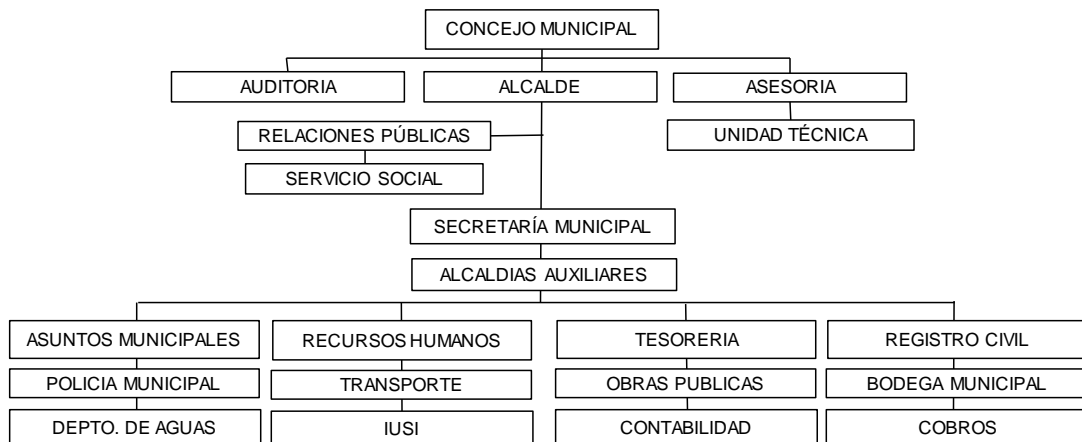 CONCEJO MUNICIPAL
AUDITORIA
ALCALDE
ASESORIA
RELACIONES PÚBLICAS
UNIDAD TÉCNICA
SERVICIO SOCIAL
SECRETARÍA MUNICIPAL
ALCALDIAS AUXILIARES
ASUNTOS MUNICIPALES
RECURSOS HUMANOS
TESORERIA
REGISTRO CIVIL
POLICIA MUNICIPAL
TRANSPORTE
OBRAS PUBLICAS
BODEGA MUNICIPAL
DEPTO. DE AGUAS
IUSI
CONTABILIDAD
COBROS